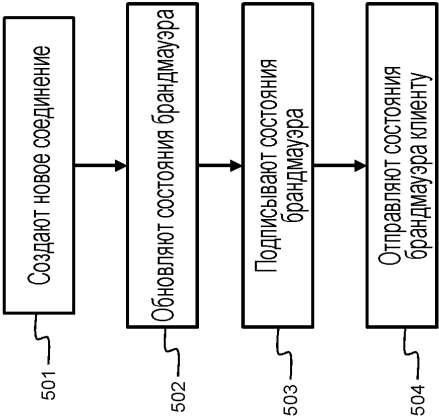 Создают новое соединение
501
Обновляют состояния брандмауэра
502
Подписывают состояния
брандмауэра
503
Отправляют состояния
брандмауэра клиенту
504